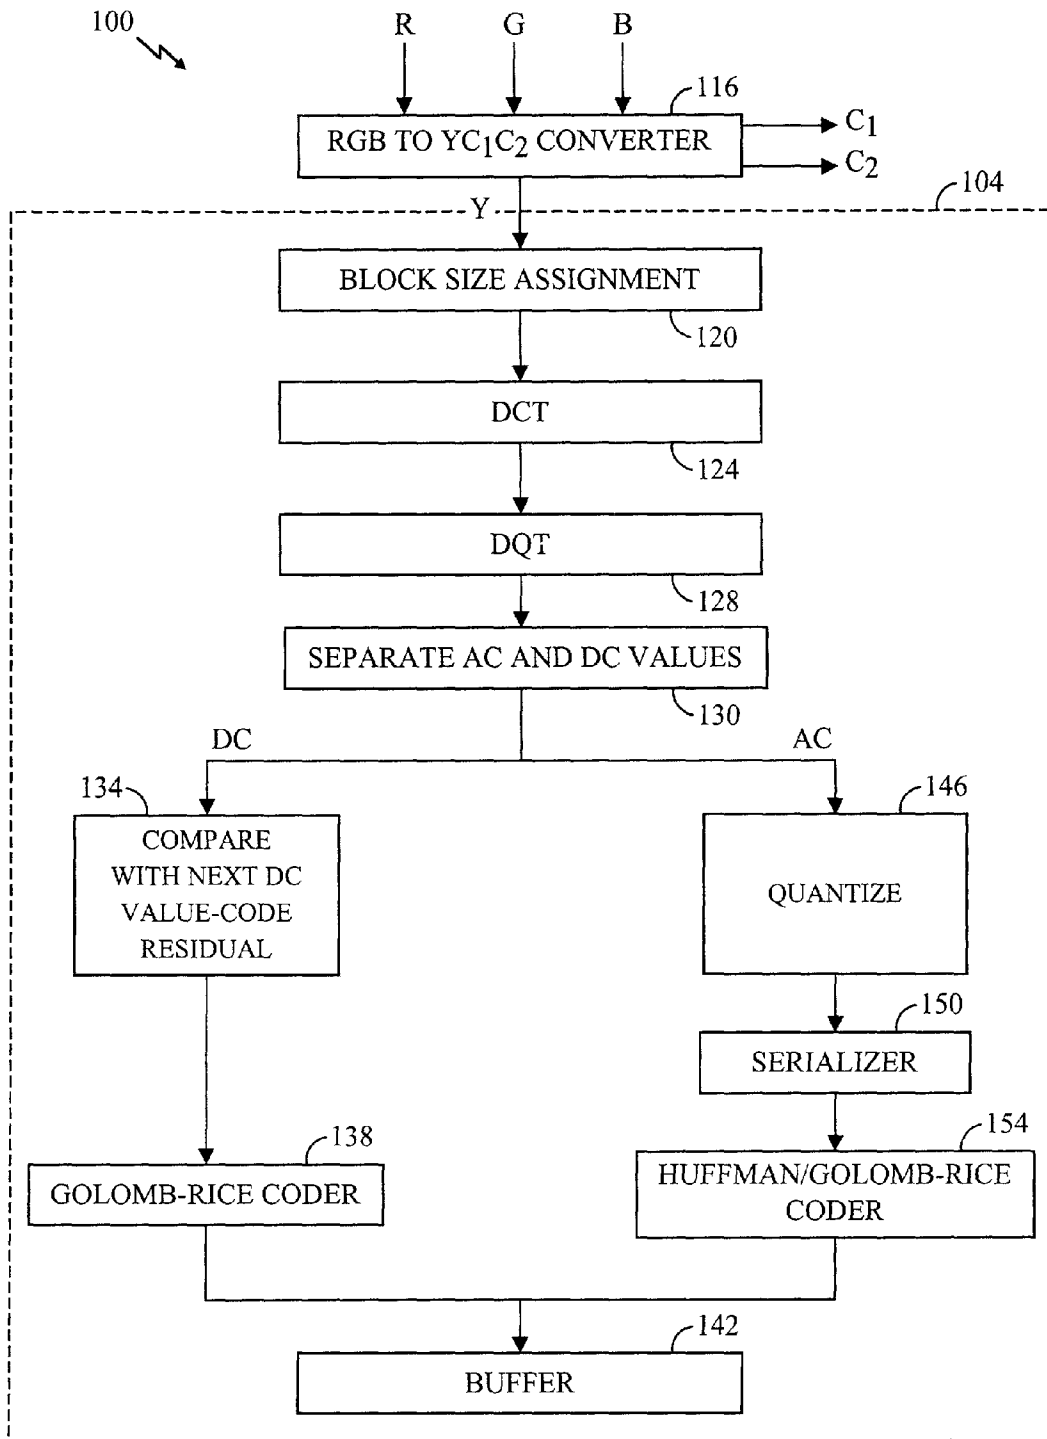 100
R G B
116
RGB TO YC1C2 CONVERTER
C1
C2
104
Y
BLOCK SIZE ASSIGNMENT
120
DCT
124
DQT
128
SEPARATE AC AND DC VALUES
130
DC
AC
134
COMPARE
WITH NEXT DC
VALUE-CODE
RESIDUAL
146
QUANTIZE
150
SERIALIZER
138
GOLOMB-RICE CODER
154
HUFFMAN/GOLOMB-RICE
CODER
142
BUFFER